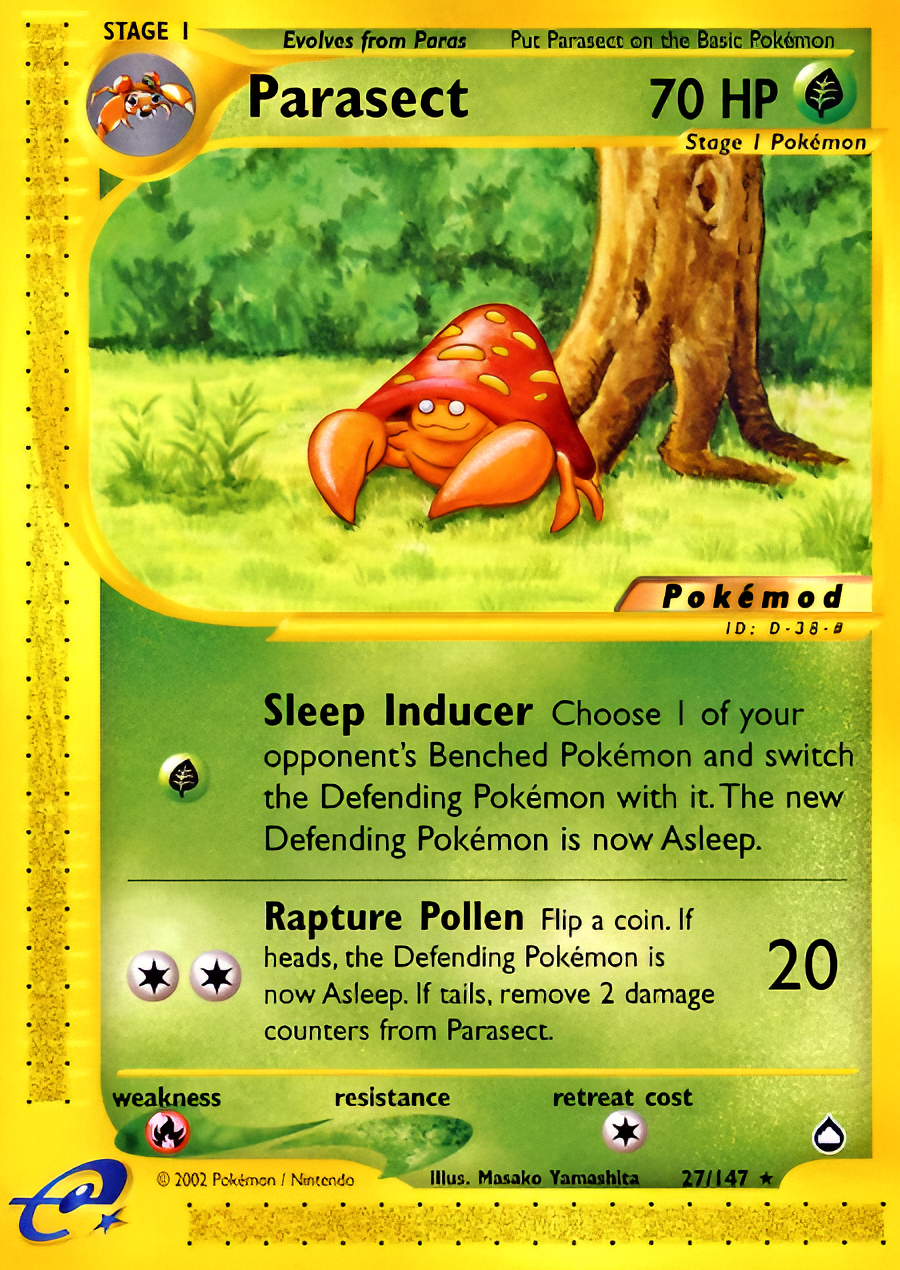 STAGE 1
Evolves from Paras Put Parasect on the Basic Pokémon
Parasect 70 HP
Stage 1 Pokémon
Pokémod
ID: D-38-B
Sleep Inducer Choose 1 of your
opponent's Benched Pokémon and switch
the Defending Pokémon with it. The new
Defending Pokémon is now Asleep.
Rapture Pollen Flip a coin. If
heads, the Defending Pokémon is
now Asleep. If tails, remove 2 damage
counters from Parasect.
20
weakness resistance retreat cost
© 2002 Pokémon / Nintendo Illus. Masako Yamashita 27/147 ★